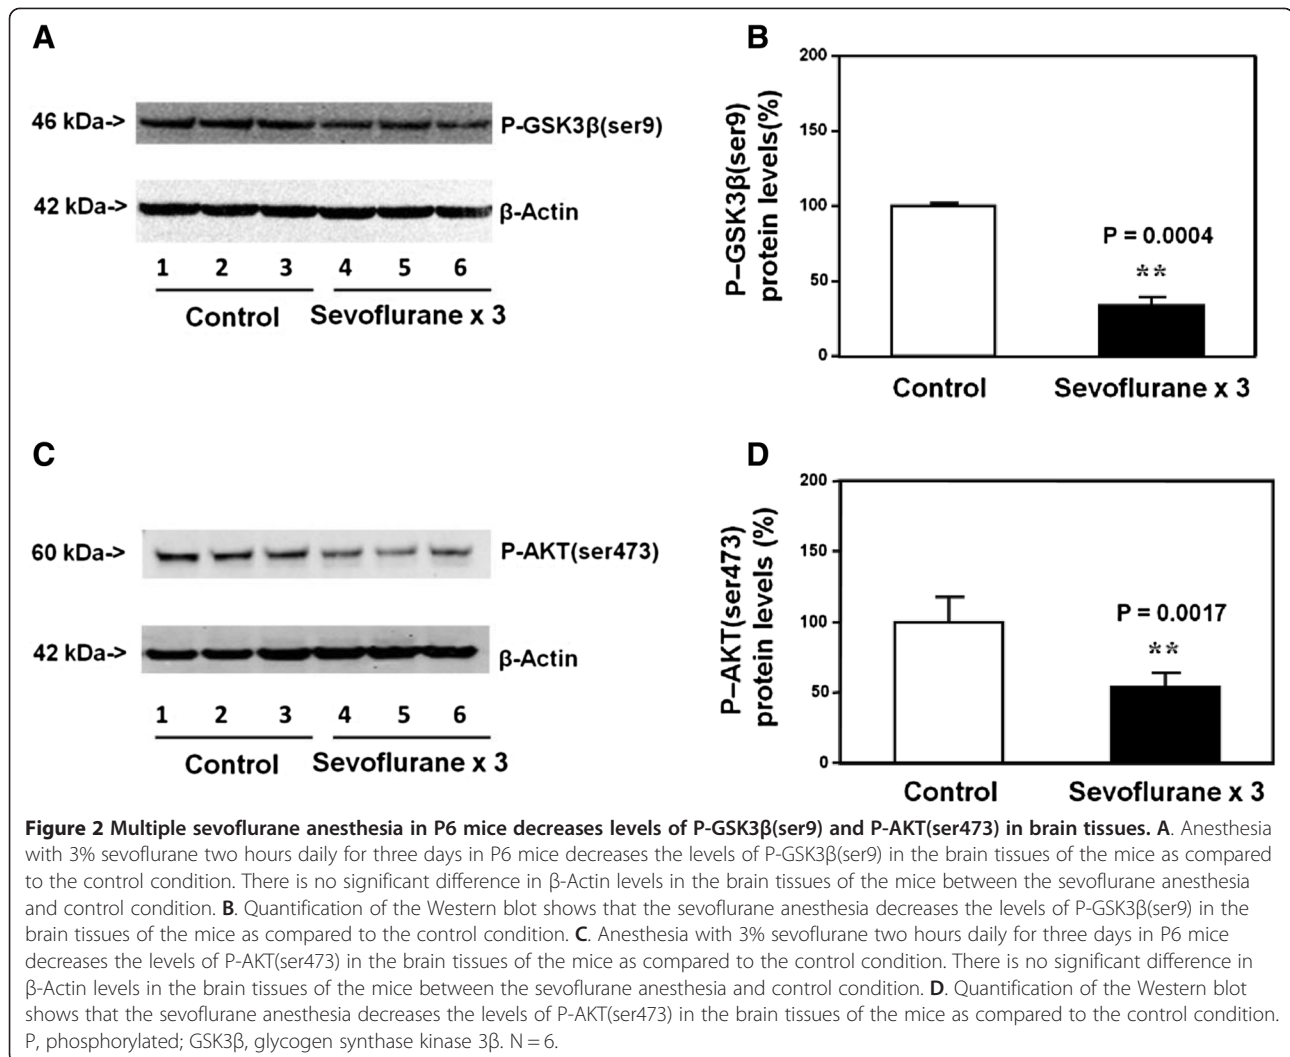 A
46 kDa->
P-GSK3β(ser9)
42 kDa->
β-Actin
1 2 3 4 5 6
Control Sevoflurane x 3
B
P–GSK3β(ser9)
protein levels(%)
200
150
100
50
0
P = 0.0004
**
Control Sevoflurane x 3
C
60 kDa->
P-AKT(ser473)
42 kDa->
β-Actin
1 2 3 4 5 6
Control Sevoflurane x 3
D
P–AKT(ser473)
protein levels (%)
200
150
100
50
0
P = 0.0017
**
Control Sevoflurane x 3
Figure 2 Multiple sevoflurane anesthesia in P6 mice decreases levels of P-GSK3β(ser9) and P-AKT(ser473) in brain tissues. A. Anesthesia
with 3% sevoflurane two hours daily for three days in P6 mice decreases the levels of P-GSK3β(ser9) in the brain tissues of the mice as compared
to the control condition. There is no significant difference in β-Actin levels in the brain tissues of the mice between the sevoflurane anesthesia
and control condition. B. Quantification of the Western blot shows that the sevoflurane anesthesia decreases the levels of P-GSK3β(ser9) in the
brain tissues of the mice as compared to the control condition. C. Anesthesia with 3% sevoflurane two hours daily for three days in P6 mice
decreases the levels of P-AKT(ser473) in the brain tissues of the mice as compared to the control condition. There is no significant difference in
β-Actin levels in the brain tissues of the mice between the sevoflurane anesthesia and control condition. D. Quantification of the Western blot
shows that the sevoflurane anesthesia decreases the levels of P-AKT(ser473) in the brain tissues of the mice as compared to the control condition.
P, phosphorylated; GSK3β, glycogen synthase kinase 3β. N = 6.